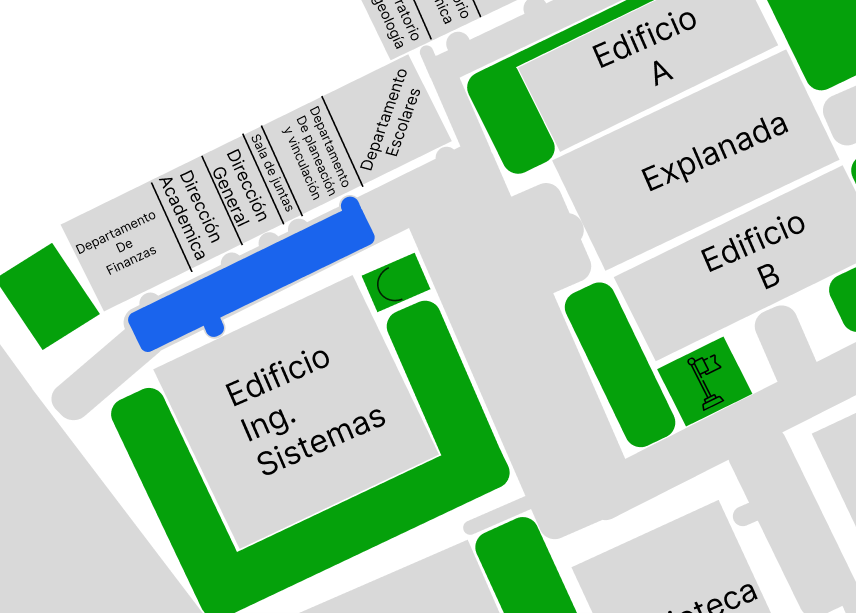 geología
Edificio
A
Departamento
Escolares
Departamento
De planeación
y vinculación
Sala de juntas
Dirección
General
Dirección
Academica
Departamento
De
Finanzas
Explanada
Edificio
B
Edificio
Ing.
Sistemas